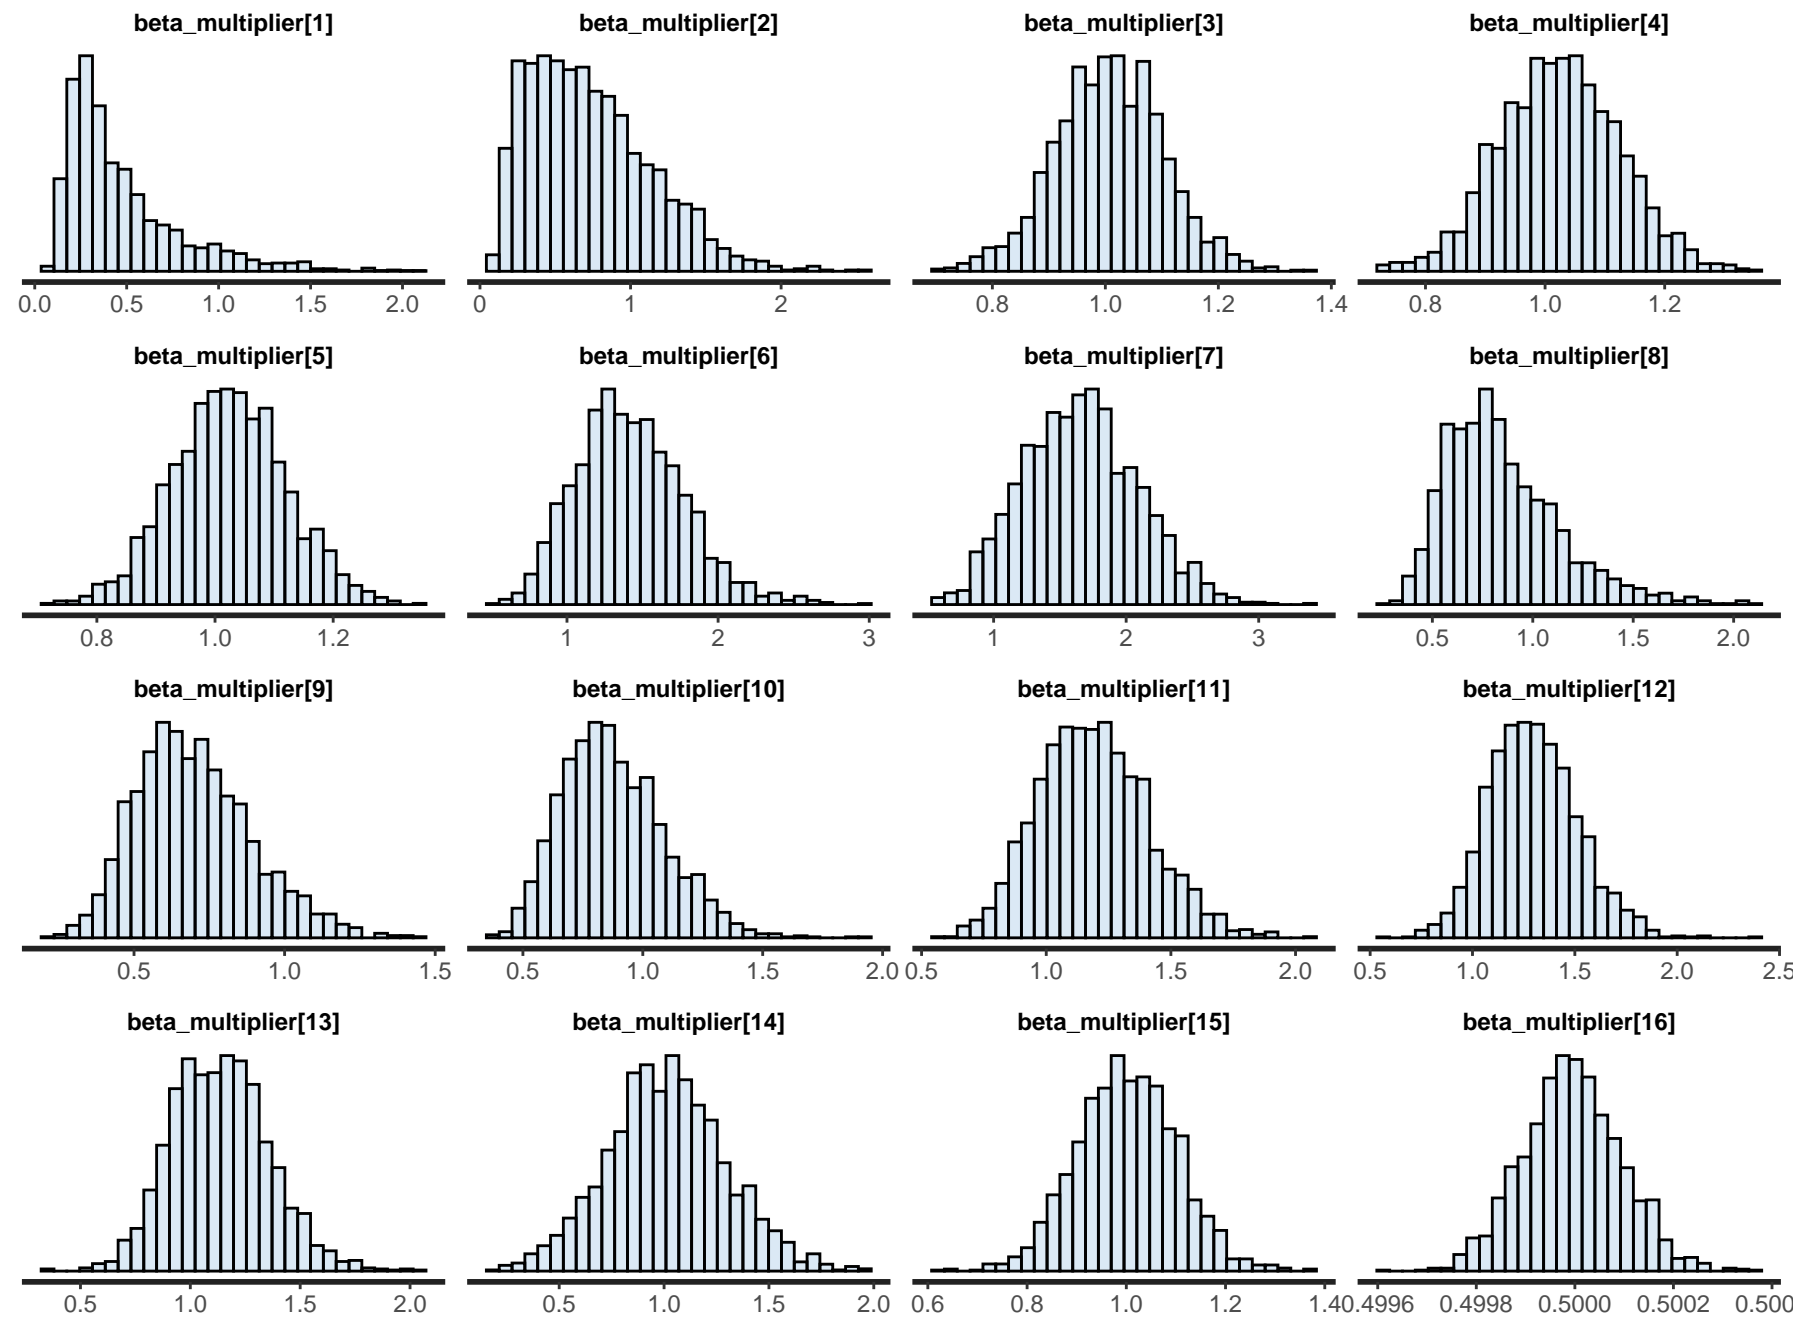 beta_multiplier[1] beta_multiplier[2] beta_multiplier[3] beta_multiplier[4]
0.0 0.5 1.0 1.5 2.0 0 1 2 0.8 1.0 1.2 1.4 0.8 1.0 1.2
beta_multiplier[5] beta_multiplier[6] beta_multiplier[7] beta_multiplier[8]
0.8 1.0 1.2 1 2 3 1 2 3 0.5 1.0 1.5 2.0
beta_multiplier[9] beta_multiplier[10] beta_multiplier[11] beta_multiplier[12]
0.5 1.0 1.5 0.5 1.0 1.5 2.0 0.5 1.0 1.5 2.0 0.5 1.0 1.5 2.0 2.5
beta_multiplier[13] beta_multiplier[14] beta_multiplier[15] beta_multiplier[16]
0.5 1.0 1.5 2.0 0.5 1.0 1.5 2.0 0.6 0.8 1.0 1.2 1.4 0.4996 0.4998 0.5000 0.5002 0.500